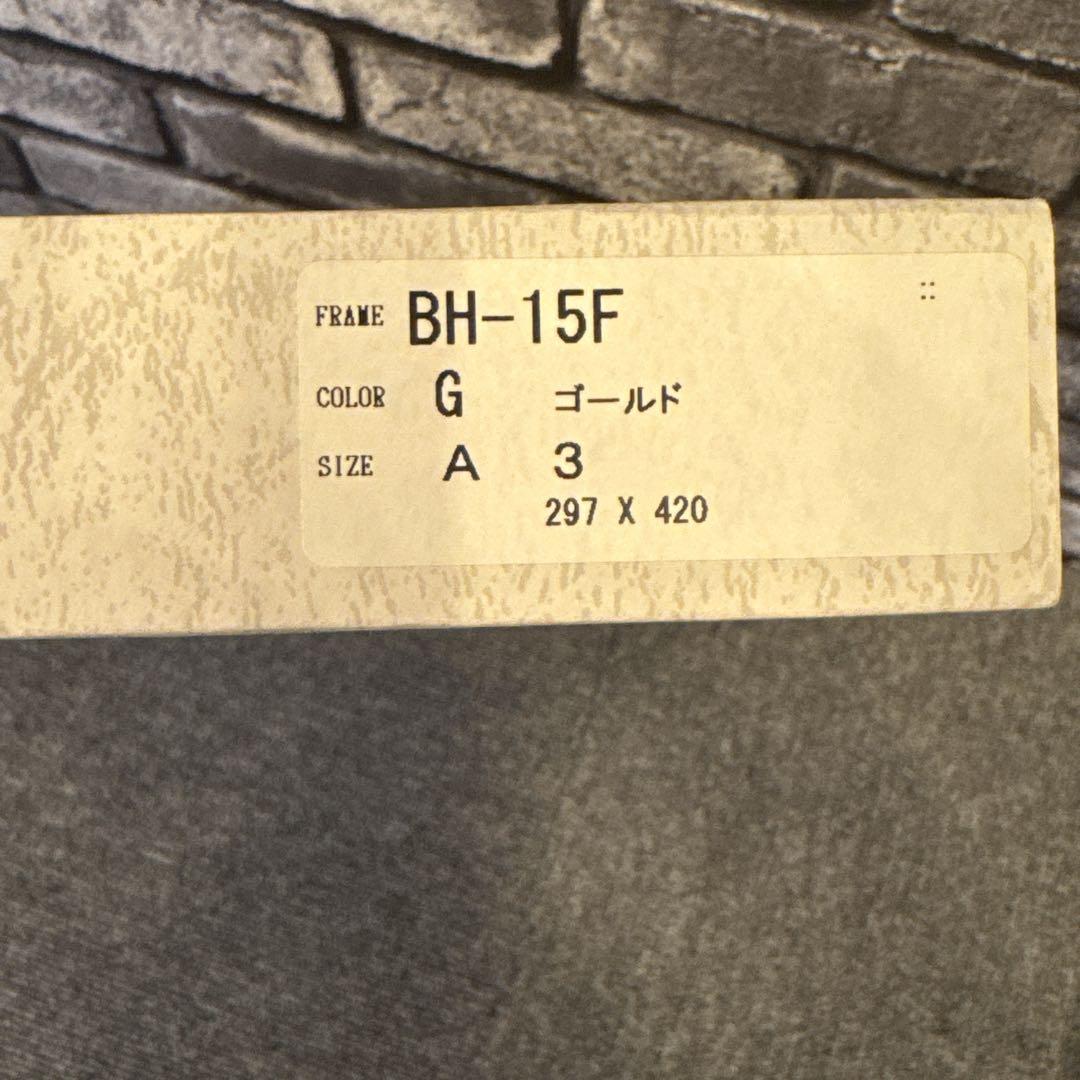 FRAME BH-15F ::
COLOR G ゴールド
SIZE A 3
297 X 420